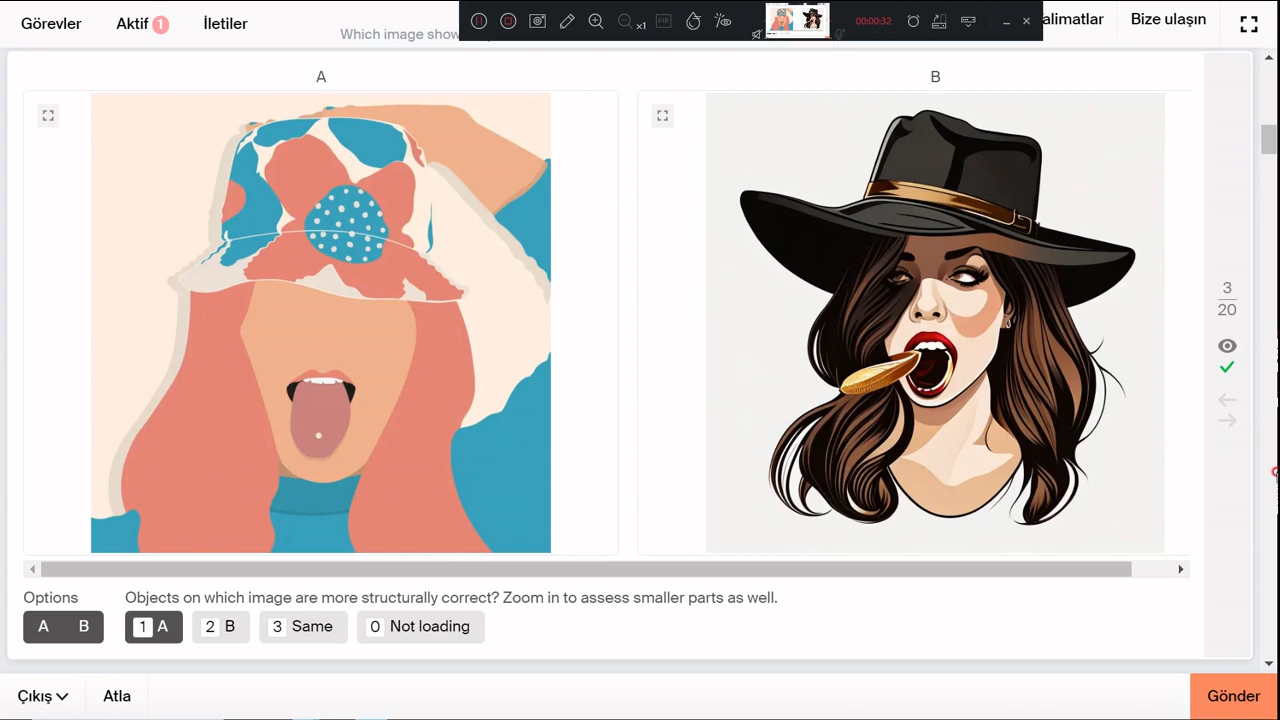 Görevler
Aktif 1
İletiler
Which image show
x1
PIP
00:00:32
alimatlar
Bize ulaşın
A
B
3
20
Options
Objects on which image are more structurally correct? Zoom in to assess smaller parts as well.
A B
1 A
2 B
3 Same
0 Not loading
Çıkış
Atla
Gönder